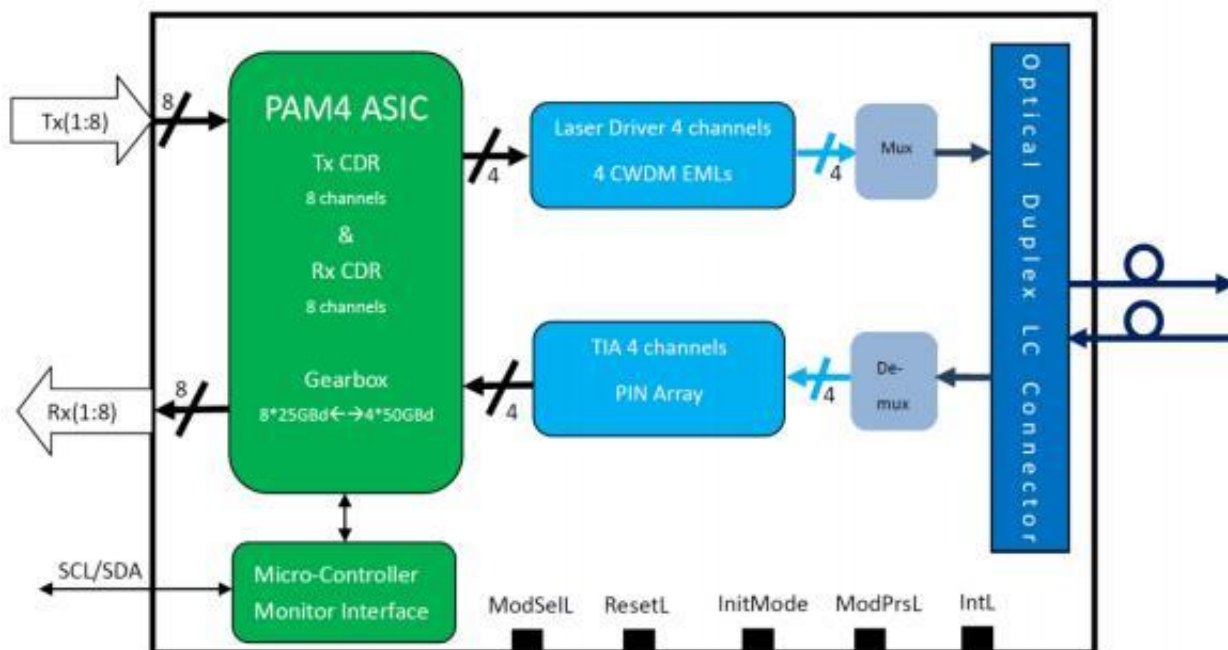 Tx(1:8)
8
PAM4 ASIC
Tx CDR
8 channels
&
Rx CDR
8 channels
Gearbox
8*25GBd←→4*50GBd
4
Laser Driver 4 channels
4 CWDM EMLs
4
Mux
Optical Duplex LC Connector
Rx(1:8)
8
4
TIA 4 channels
PIN Array
4
De-
mux
SCL/SDA
Micro-Controller
Monitor Interface
ModSelL
ResetL
InitMode
ModPrsL
IntL